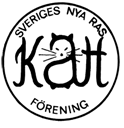 SVERIGES NYA RAS
Katt
FÖRENING